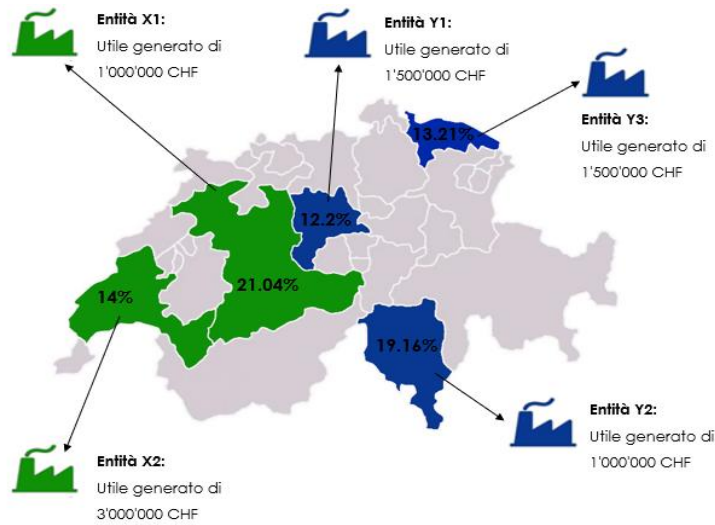 Entità X1:
Utile generato di
1'000'000 CHF
Entità Y1:
Utile generato di
1'500'000 CHF
Entità Y3:
Utile generato di
1'500'000 CHF
13.21%
12.2%
21.04%
14%
19.16%
Entità Y2:
Utile generato di
1'000'000 CHF
Entità X2:
Utile generato di
3'000'000 CHF